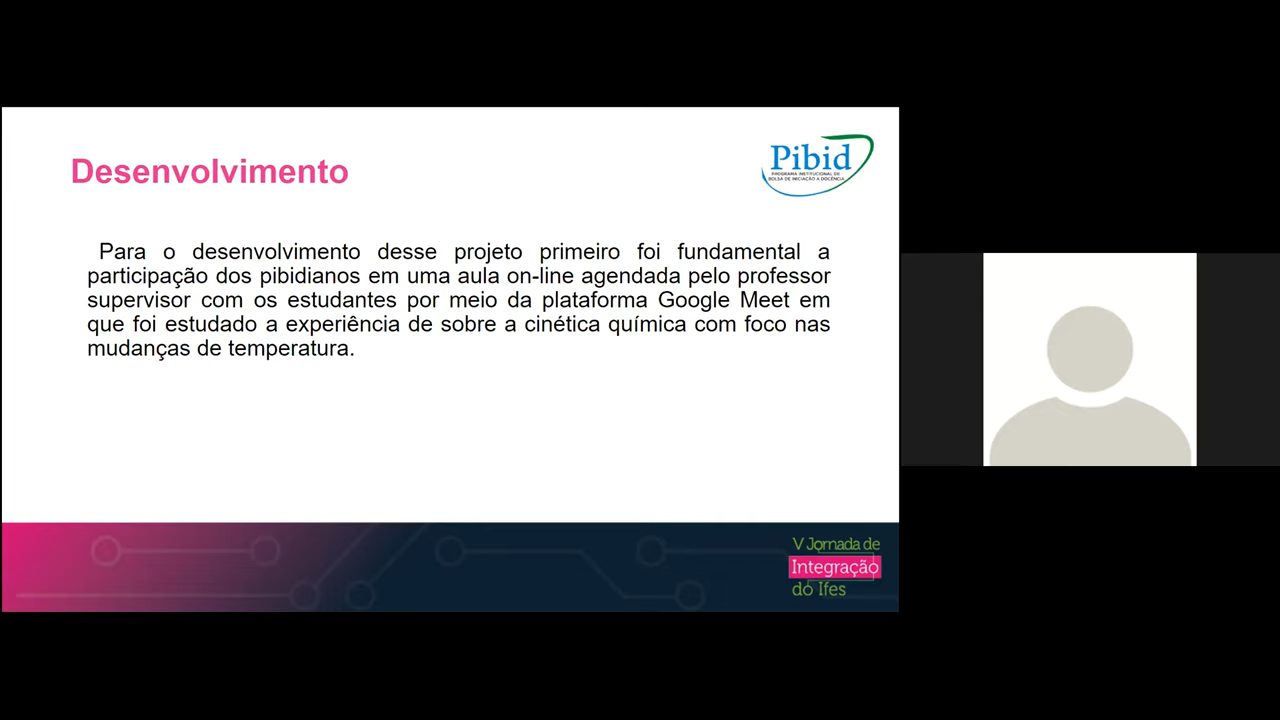 Desenvolvimento
Pibid
PROGRAMA INSTITUCIONAL DE
BOLSA DE INICIAÇÃO À DOCÊNCIA
Para o desenvolvimento desse projeto primeiro foi fundamental a
participação dos pibidianos em uma aula on-line agendada pelo professor
supervisor com os estudantes por meio da plataforma Google Meet em
que foi estudado a experiência de sobre a cinética química com foco nas
mudanças de temperatura.
V Jornada de
Integração
do Ifes